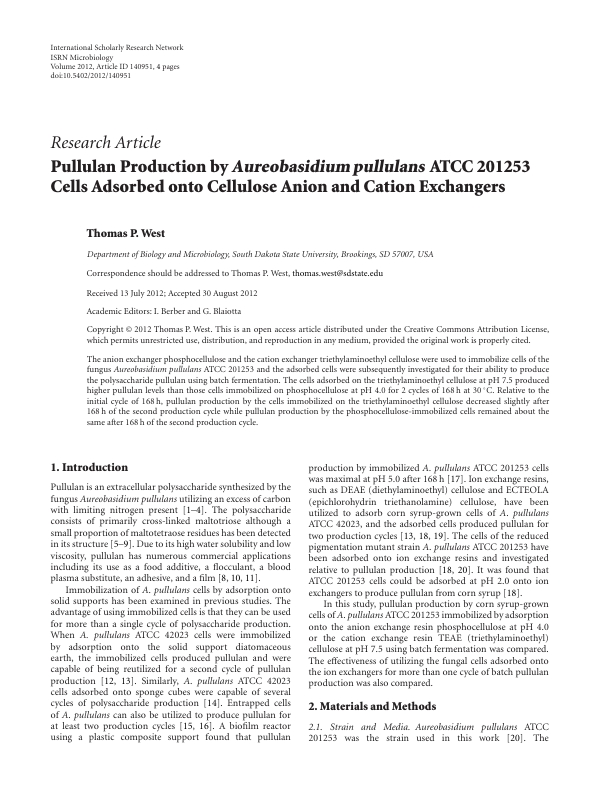 International Scholarly Research Network
ISRN Microbiology
Volume 2012, Article ID 140951, 4 pages
doi:10.5402/2012/140951
Research Article
Pullulan Production by Aureobasidium pullulans ATCC 201253
Cells Adsorbed onto Cellulose Anion and Cation Exchangers
Thomas P. West
Department of Biology and Microbiology, South Dakota State University, Brookings, SD 57007, USA
Correspondence should be addressed to Thomas P. West, thomas.west@sdstate.edu
Received 13 July 2012; Accepted 30 August 2012
Academic Editors: I. Berber and G. Blaiotta
Copyright © 2012 Thomas P. West. This is an open access article distributed under the Creative Commons Attribution License,
which permits unrestricted use, distribution, and reproduction in any medium, provided the original work is properly cited.
The anion exchanger phosphocellulose and the cation exchanger triethylaminoethyl cellulose were used to immobilize cells of the
fungus Aureobasidium pullulans ATCC 201253 and the adsorbed cells were subsequently investigated for their ability to produce
the polysaccharide pullulan using batch fermentation. The cells adsorbed on the triethylaminoethyl cellulose at pH 7.5 produced
higher pullulan levels than those cells immobilized on phosphocellulose at pH 4.0 for 2 cycles of 168 h at 30 °C. Relative to the
initial cycle of 168 h, pullulan production by the cells immobilized on the triethylaminoethyl cellulose decreased slightly after
168 h of the second production cycle while pullulan production by the phosphocellulose-immobilized cells remained about the
same after 168 h of the second production cycle.
1. Introduction
Pullulan is an extracellular polysaccharide synthesized by the
fungus Aureobasidium pullulans utilizing an excess of carbon
with limiting nitrogen present [1–4]. The polysaccharide
consists of primarily cross-linked maltotriose although a
small proportion of maltotetraose residues has been detected
in its structure [5–9]. Due to its high water solubility and low
viscosity, pullulan has numerous commercial applications
including its use as a food additive, a flocculant, a blood
plasma substitute, an adhesive, and a film [8, 10, 11].
Immobilization of A. pullulans cells by adsorption onto
solid supports has been examined in previous studies. The
advantage of using immobilized cells is that they can be used
for more than a single cycle of polysaccharide production.
When A. pullulans ATCC 42023 cells were immobilized
by adsorption onto the solid support diatomaceous
earth, the immobilized cells produced pullulan and were
capable of being reutilized for a second cycle of pullulan
production [12, 13]. Similarly, A. pullulans ATCC 42023
cells adsorbed onto sponge cubes were capable of several
cycles of polysaccharide production [14]. Entrapped cells
of A. pullulans can also be utilized to produce pullulan for
at least two production cycles [15, 16]. A biofilm reactor
using a plastic composite support found that pullulan
production by immobilized A. pullulans ATCC 201253 cells
was maximal at pH 5.0 after 168 h [17]. Ion exchange resins,
such as DEAE (diethylaminoethyl) cellulose and ECTEOLA
(epichlorohydrin triethanolamine) cellulose, have been
utilized to adsorb corn syrup-grown cells of A. pullulans
ATCC 42023, and the adsorbed cells produced pullulan for
two production cycles [13, 18, 19]. The cells of the reduced
pigmentation mutant strain A. pullulans ATCC 201253 have
been adsorbed onto ion exchange resins and investigated
relative to pullulan production [18, 20]. It was found that
ATCC 201253 cells could be adsorbed at pH 2.0 onto ion
exchangers to produce pullulan from corn syrup [18].
In this study, pullulan production by corn syrup-grown
cells of A. pullulans ATCC 201253 immobilized by adsorption
onto the anion exchange resin phosphocellulose at pH 4.0
or the cation exchange resin TEAE (triethylaminoethyl)
cellulose at pH 7.5 using batch fermentation was compared.
The effectiveness of utilizing the fungal cells adsorbed onto
the ion exchangers for more than one cycle of batch pullulan
production was also compared.
2. Materials and Methods
2.1. Strain and Media. Aureobasidium pullulans ATCC
201253 was the strain used in this work [20]. The